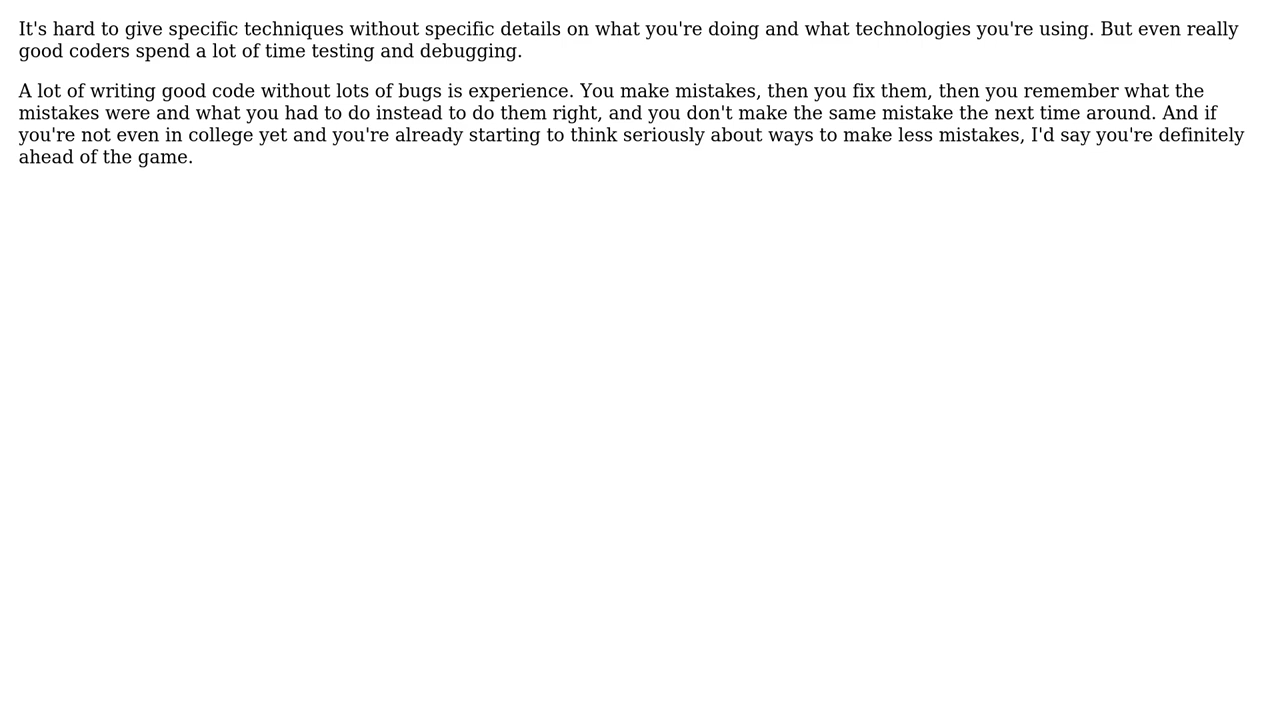 It's hard to give specific techniques without specific details on what you're doing and what technologies you're using. But even really
good coders spend a lot of time testing and debugging.
A lot of writing good code without lots of bugs is experience. You make mistakes, then you fix them, then you remember what the
mistakes were and what you had to do instead to do them right, and you don't make the same mistake the next time around. And if
you're not even in college yet and you're already starting to think seriously about ways to make less mistakes, I'd say you're definitely
ahead of the game.